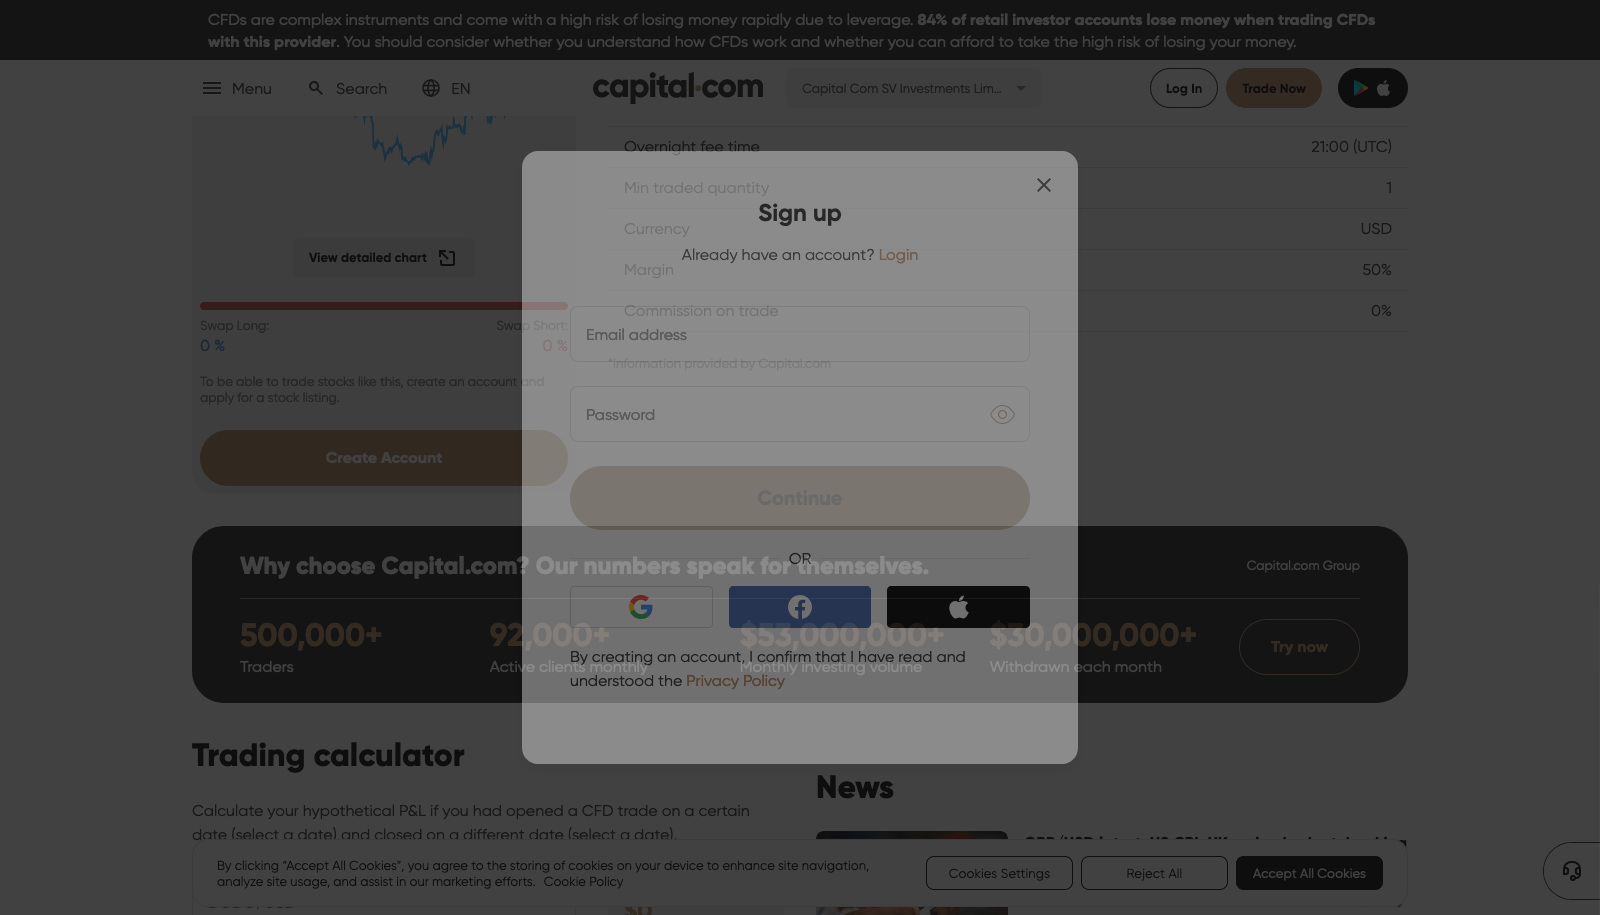 CFDs are complex instruments and come with a high risk of losing money rapidly due to leverage. 84% of retail investor accounts lose money when trading CFDs
with this provider. You should consider whether you understand how CFDs work and whether you can afford to take the high risk of losing your money.
Menu
Search
EN
capital.com
Capital Com SV Investments Lim...
Log In
Trade Now
Overnight fee time 21:00 (UTC)
Min traded quantity 1
Currency USD
Margin 50%
Commission on trade 0%
*Information provided by Capital.com
View detailed chart
Swap Long:
0 %
Swap Short:
0 %
To be able to trade stocks like this, create an account and
apply for a stock listing.
Create Account
Sign up
Already have an account? Login
Email address
Password
Continue
OR
By creating an account, I confirm that I have read and
understood the Privacy Policy
Why choose Capital.com? Our numbers speak for themselves.
Capital.com Group
500,000+
Traders
92,000+
Active clients monthly
$53,000,000+
Monthly investing volume
$30,000,000+
Withdrawn each month
Try now
Trading calculator
Calculate your hypothetical P&L if you had opened a CFD trade on a certain
date (select a date) and closed on a different date (select a date).
News
By clicking “Accept All Cookies”, you agree to the storing of cookies on your device to enhance site navigation,
analyze site usage, and assist in our marketing efforts. Cookie Policy
Cookies Settings
Reject All
Accept All Cookies